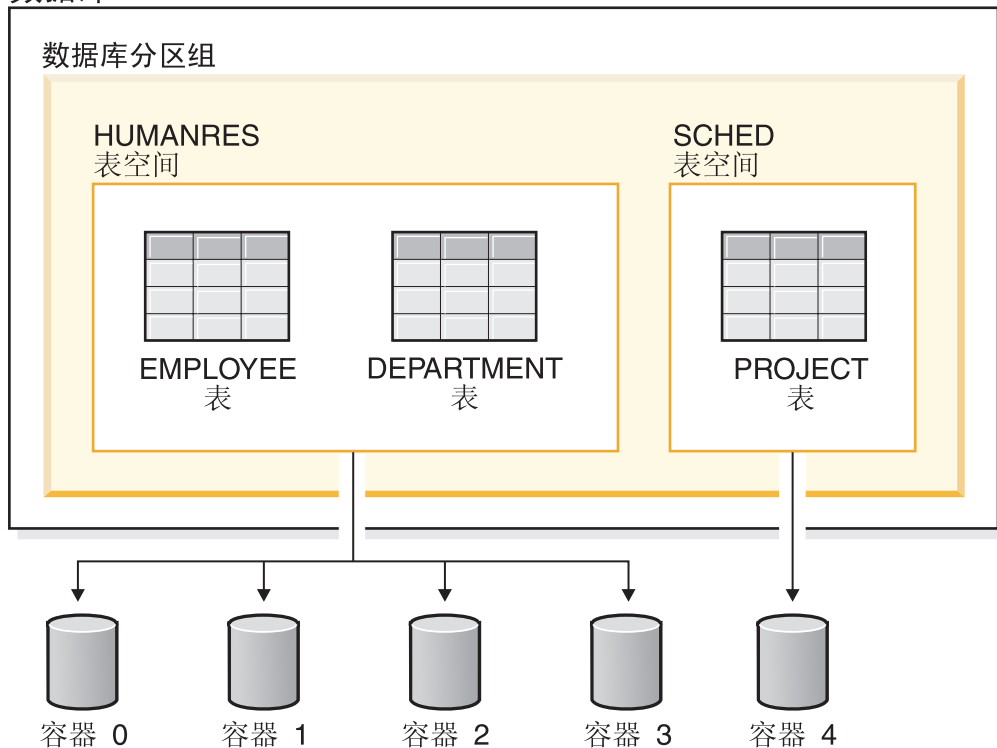 数据库分区组
HUMANRES
表空间
SCHED
表空间
EMPLOYEE
表
DEPARTMENT
表
PROJECT
表
容器 0
容器 1
容器 2
容器 3
容器 4